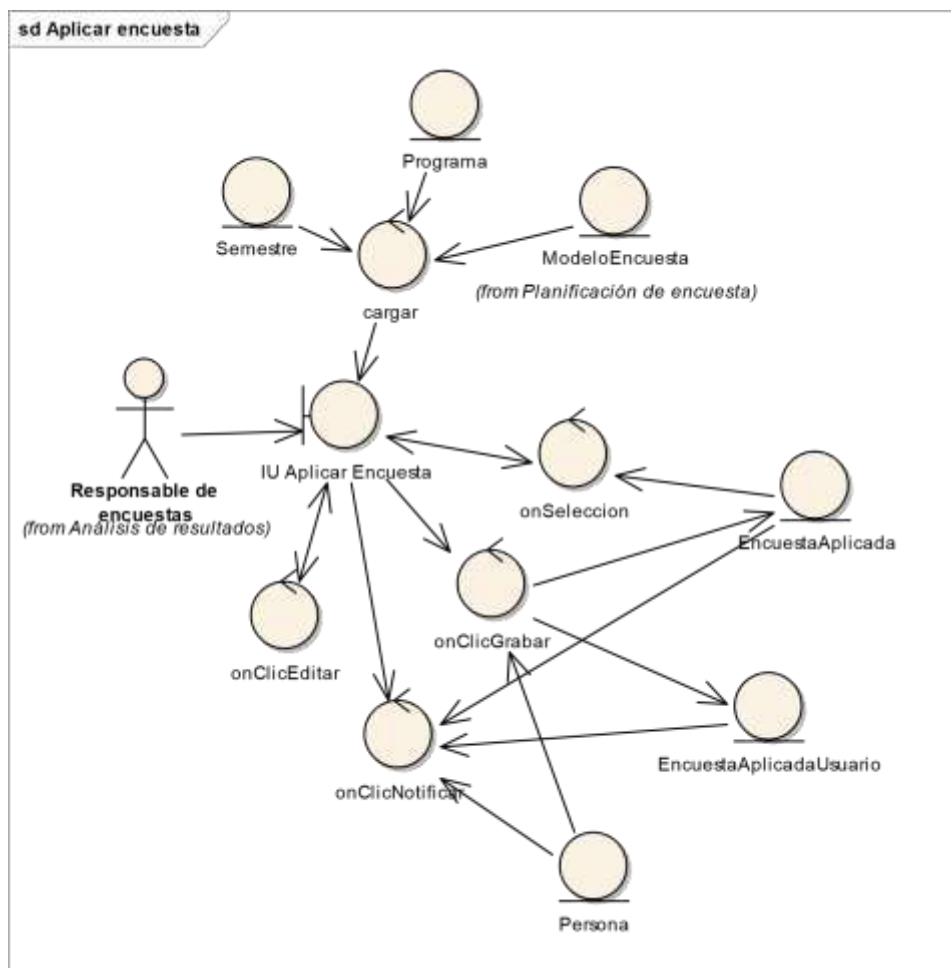 sd Aplicar encuesta
Programa
Semestre
ModeloEncuesta
(from Planificación de encuesta)
cargar
IU Aplicar Encuesta
Responsable de
encuestas
(from Análisis de resultados)
onSeleccion
EncuestaAplicada
onClicGrabar
onClicEditar
onClicNotificar
EncuestaAplicadaUsuario
Persona